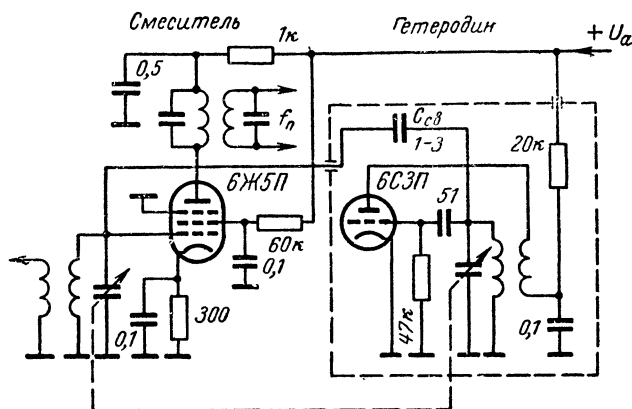 Смеситель
Гетеродин
1к
+ Uа
0,5
fп
Cсв
1-3
20к
6Ж5П
6С3П
51
60к
0,1
300
0,1
47к
0,1